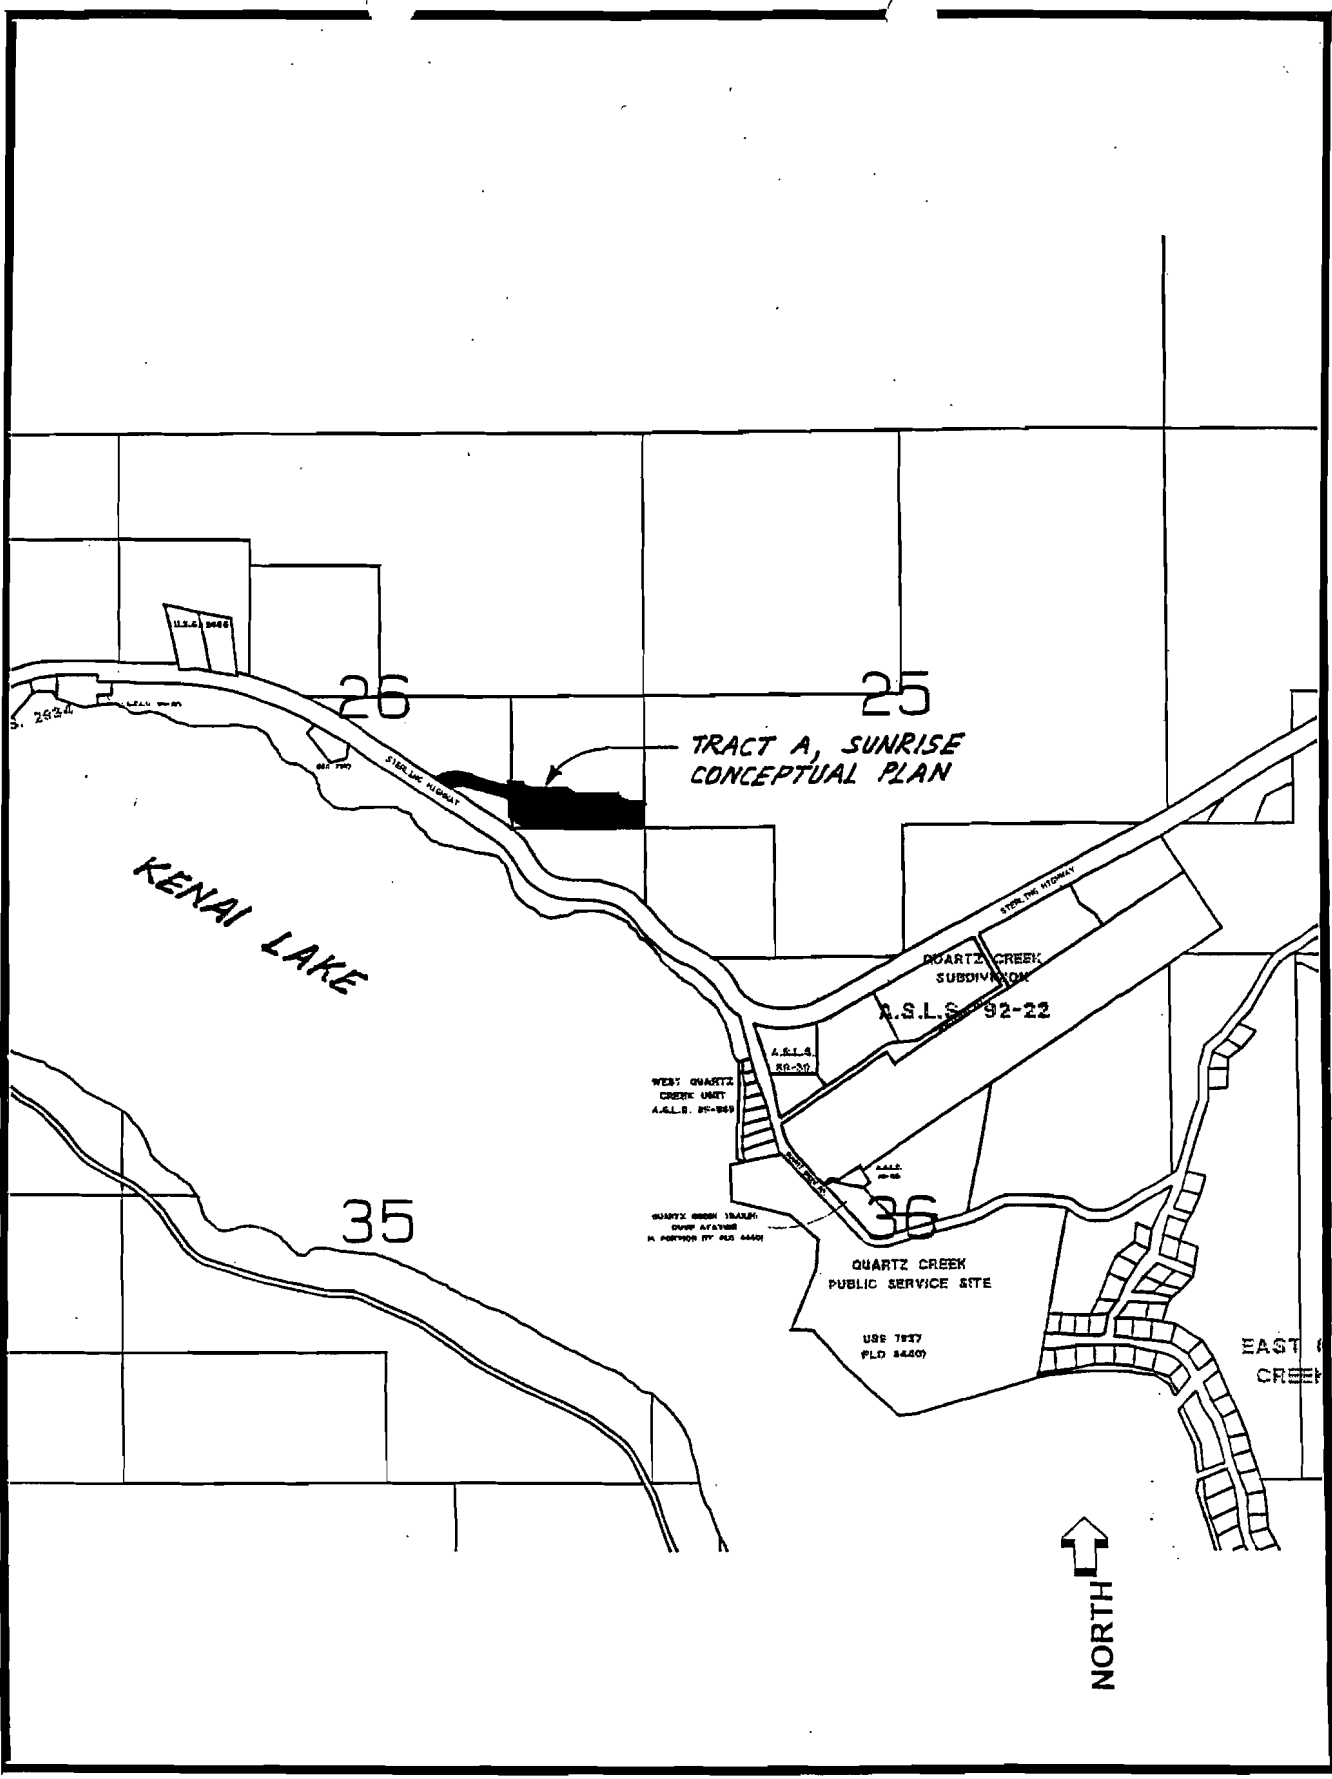 26
25
TRACT A, SUNRISE
CONCEPTUAL PLAN
STERLING HIGHWAY
KENAI LAKE
STERLING HIGHWAY
QUARTZ CREEK
SUBDIVISION
A.S.L.S. 92-22
A.S.L.S.
WEST QUARTZ
CREEK UNIT
A.S.L.S.
35
36
QUARTZ CREEK
PUBLIC SERVICE SITE
EAST
CREEK
NORTH